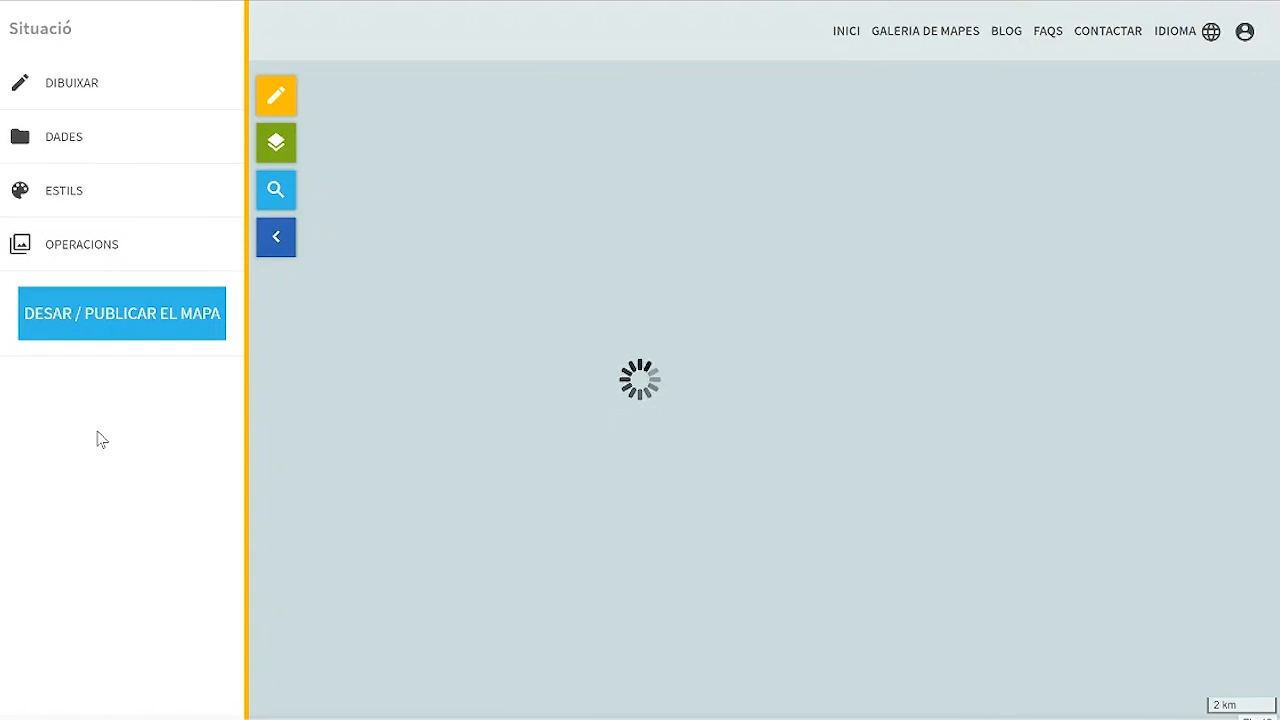 Situació
INICI GALERIA DE MAPES BLOG FAQS CONTACTAR IDIOMA
DIBUIXAR
DADES
ESTILS
OPERACIONS
DESAR / PUBLICAR EL MAPA
2 km